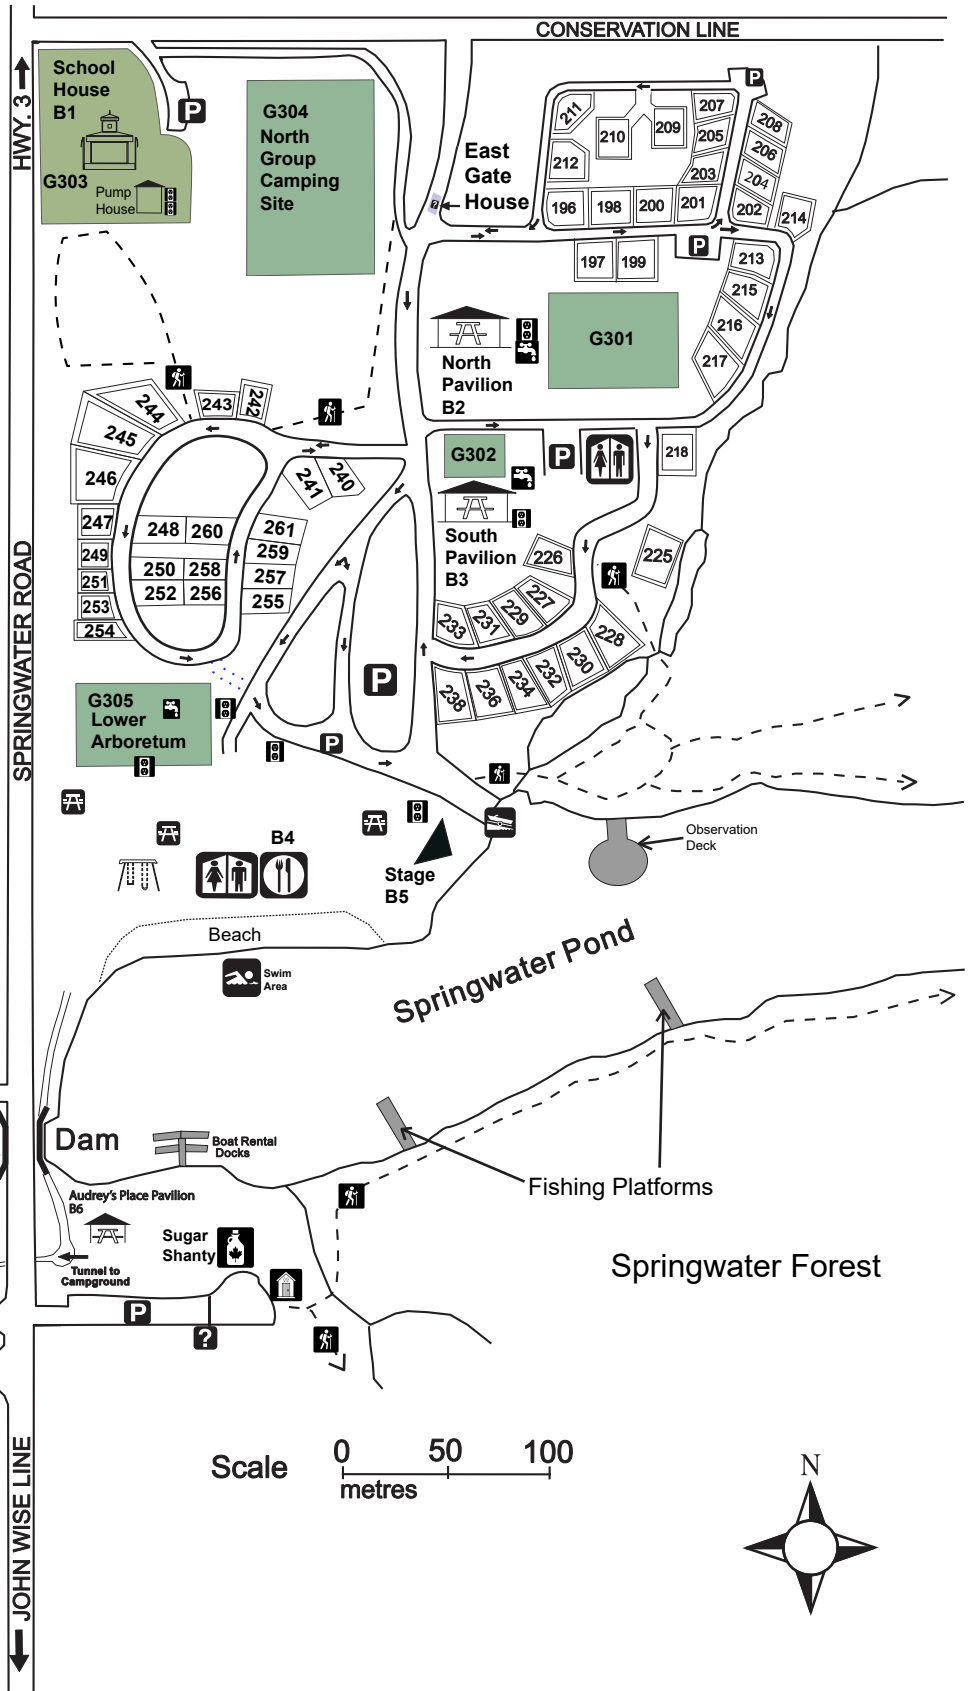 CONSERVATION LINE
HWY. 3
School
House
B1
G303
Pump
House
P
G304
North
Group
Camping
Site
East
Gate
House
?
P
211
210
209
207
205
203
212
196
198
200
201
208
206
204
202
214
197
199
P
213
215
216
217
G301
North
Pavilion
B2
G302
P
218
South
Pavilion
B3
226
225
227
229
231
233
228
230
232
234
236
238
244
243
242
245
246
241
240
247
248
260
261
249
259
250
258
257
251
252
256
255
253
254
SPRINGWATER ROAD
G305
Lower
Arboretum
P
P
B4
Stage
B5
Observation
Deck
Beach
Swim
Area
Springwater Pond
Dam
Boat Rental
Docks
Fishing Platforms
Audrey's Place Pavilion
B6
Sugar
Shanty
Tunnel to
Campground
P
?
Springwater Forest
JOHN WISE LINE
Scale
0 50 100
metres
N